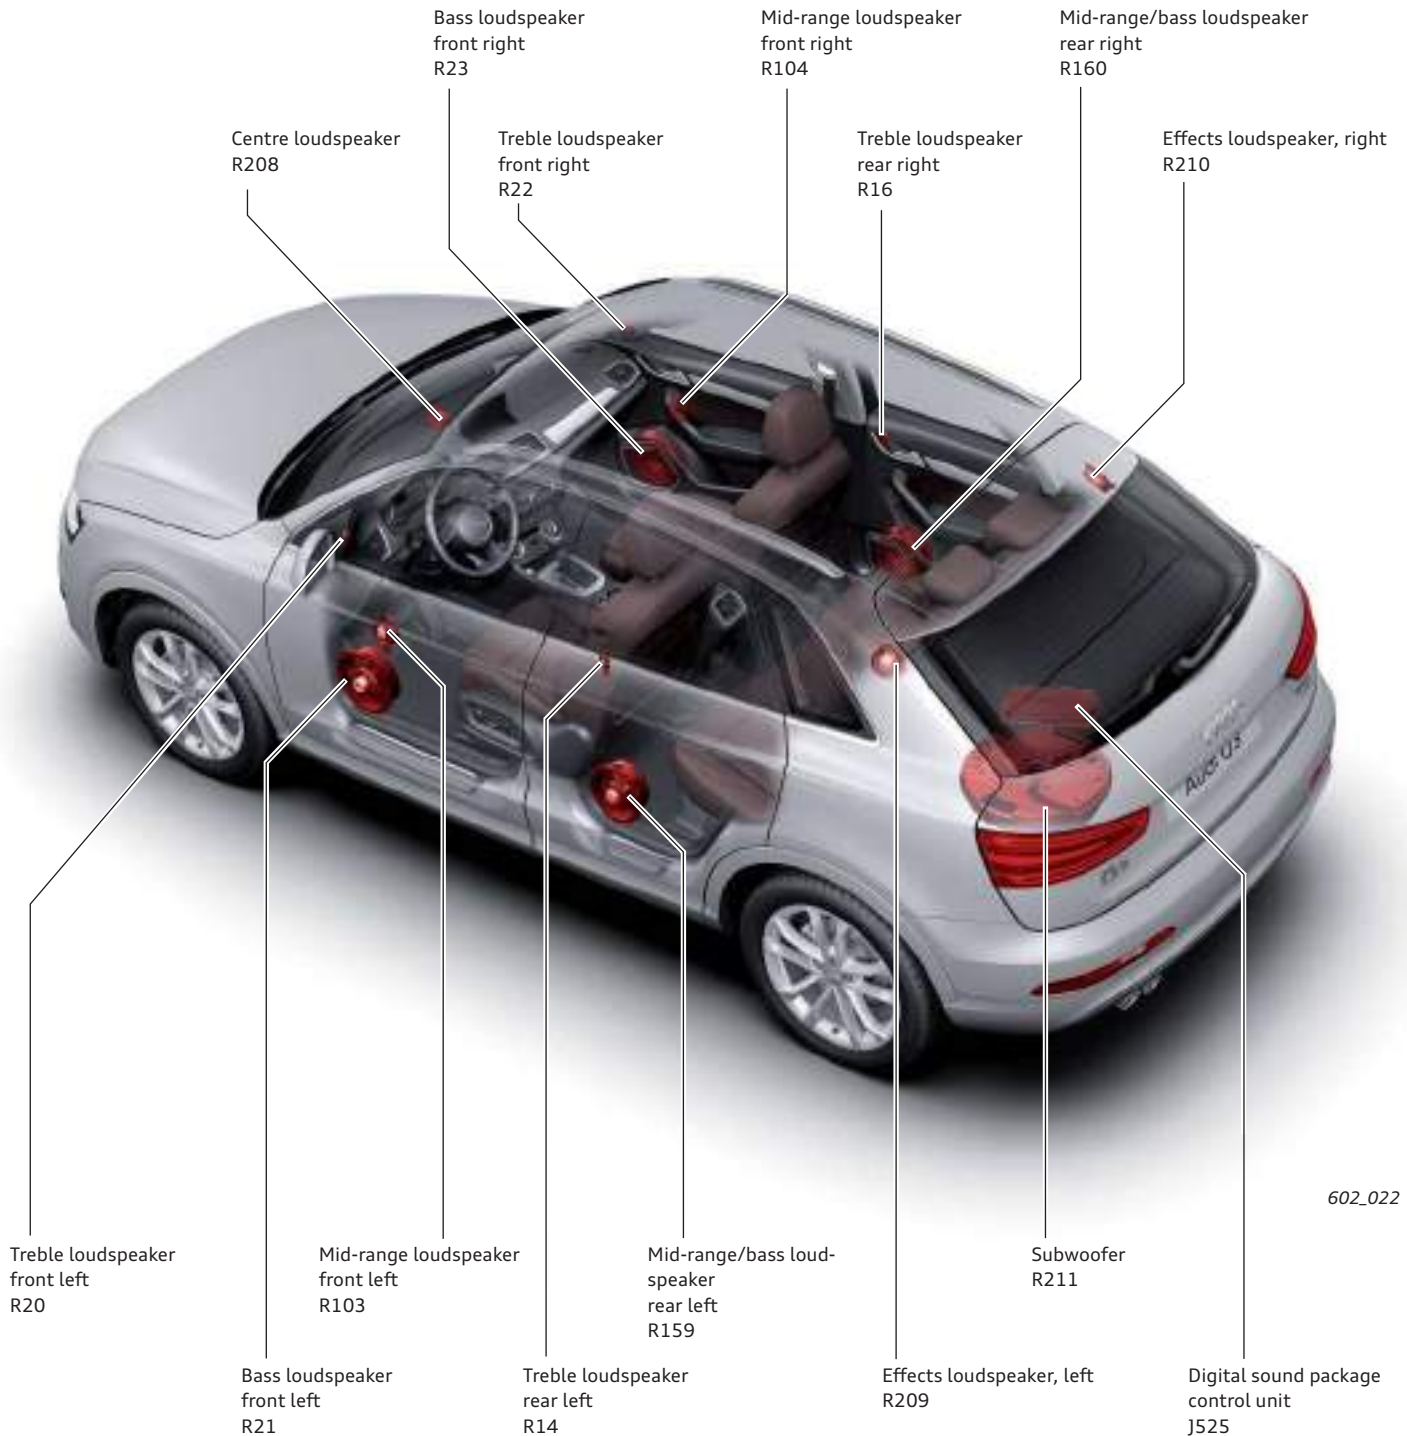 Bass loudspeaker
front right
R23
Mid-range loudspeaker
front right
R104
Mid-range/bass loudspeaker
rear right
R160
Centre loudspeaker
R208
Treble loudspeaker
front right
R22
Treble loudspeaker
rear right
R16
Effects loudspeaker, right
R210
Audi Q3
602_022
Treble loudspeaker
front left
R20
Mid-range loudspeaker
front left
R103
Mid-range/bass loud-
speaker
rear left
R159
Subwoofer
R211
Bass loudspeaker
front left
R21
Treble loudspeaker
rear left
R14
Effects loudspeaker, left
R209
Digital sound package
control unit
J525